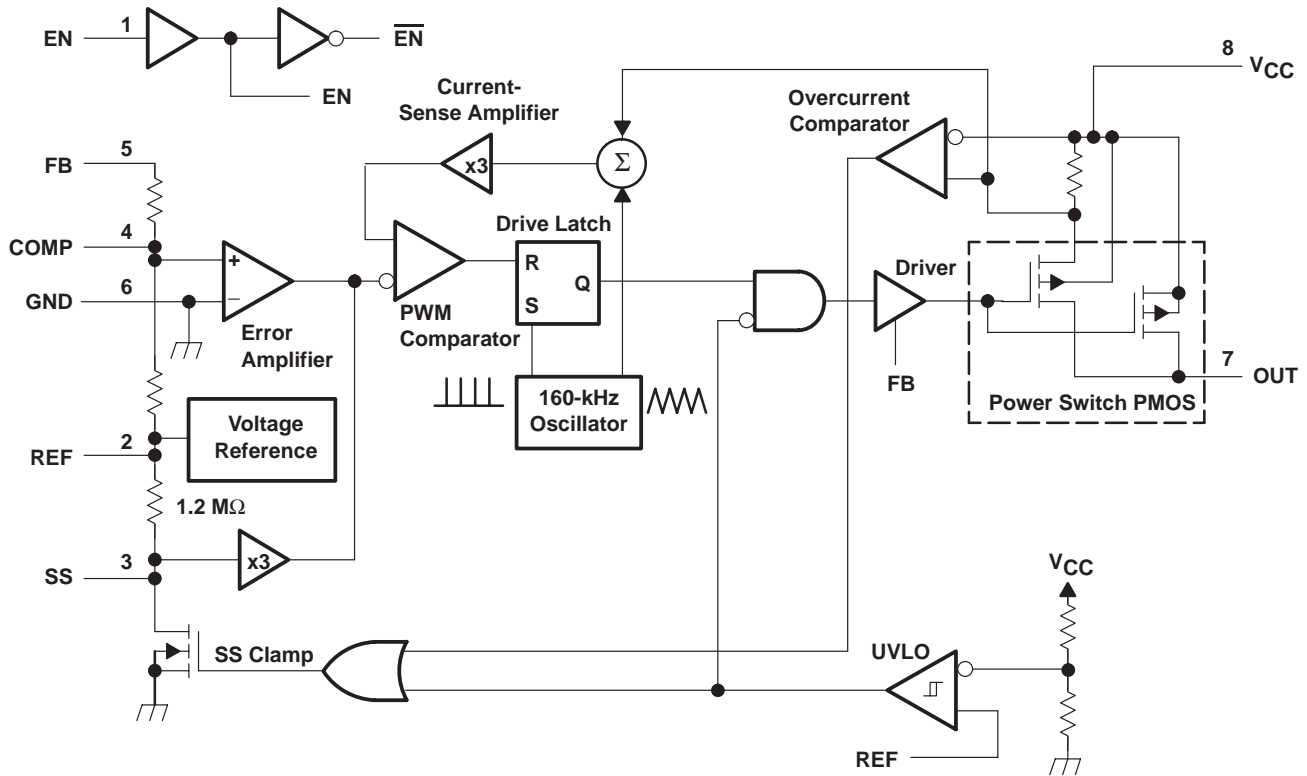 EN
1
EN
EN
Current-
Sense Amplifier
Overcurrent
Comparator
8
VCC
FB
5
x3
Σ
COMP
4
Drive Latch
+
R
Q
S
Driver
GND
6
–
Error
Amplifier
PWM
Comparator
FB
7
OUT
160-kHz
Oscillator
Power Switch PMOS
Voltage
Reference
REF
2
1.2 MΩ
SS
3
x3
VCC
SS Clamp
UVLO
REF